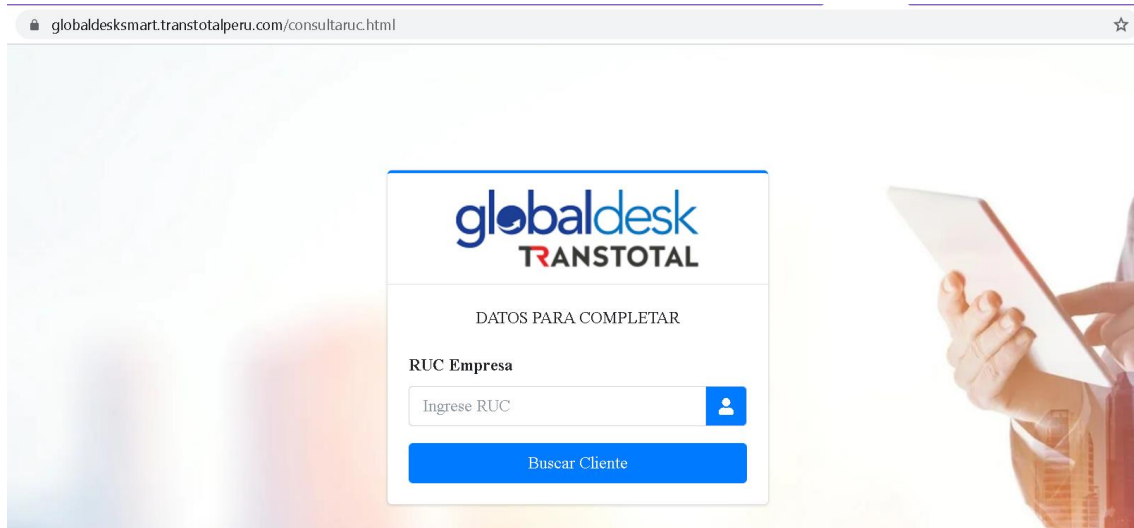 globaldesksmart.transtotalperu.com/consultaruc.html
globaldesk
TRANSTOTAL
DATOS PARA COMPLETAR
RUC Empresa
Ingrese RUC
Buscar Cliente